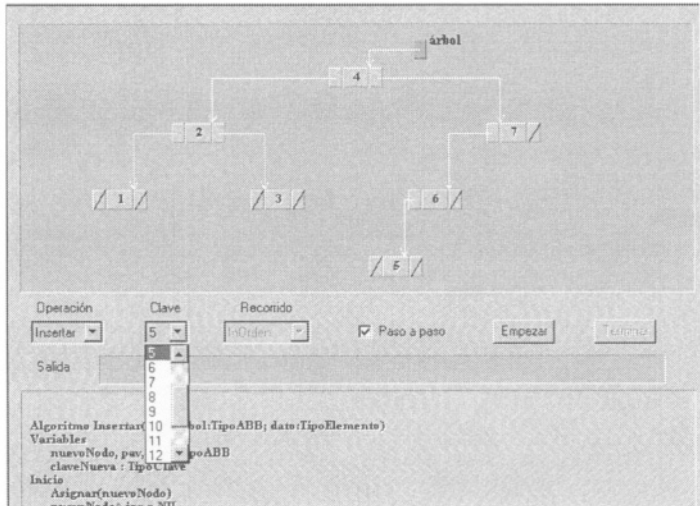 árbol
4
2
7
1
3
6
5
Operación Clave Recorrido
Insertar 5 InOrden Paso a paso Empezar Terminar
Salida
5
6
7
8
9
10
11
12
Algoritmo Insertar( bol:TipoABB; dato:TipoElemento)
Variables
nuevoNodo, pav, poABB
claveNueva : TipoClave
Inicio
Asignar(nuevoNodo)